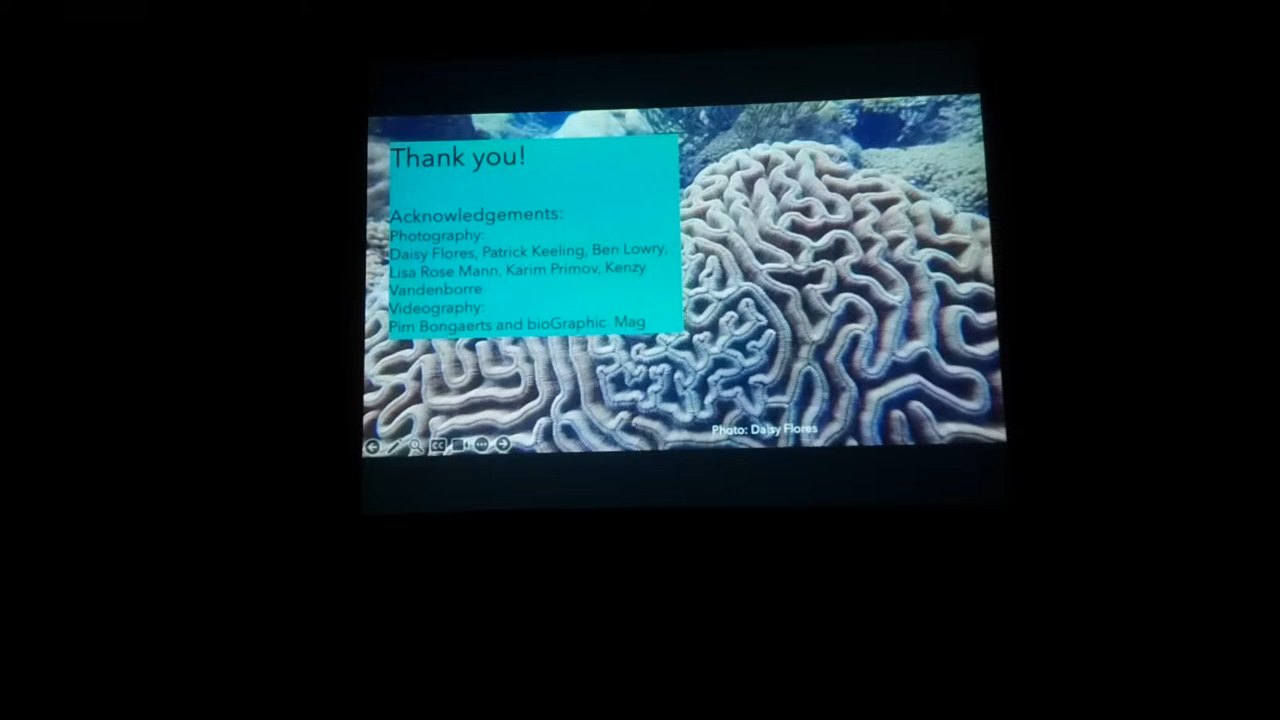 Thank you!
Acknowledgements:
Photography:
Daisy Flores, Patrick Keeling, Ben Lowry,
Lisa Rose Mann, Karim Primov, Kenzy
Vandenborre
Videography:
Pim Bongaerts and bioGraphic Mag
Photo: Daisy Flores
CC